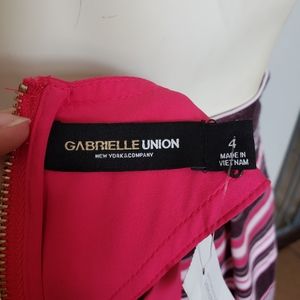 GABRIELLE UNION
NEW YORK & COMPANY
4
MADE IN
VIETNAM